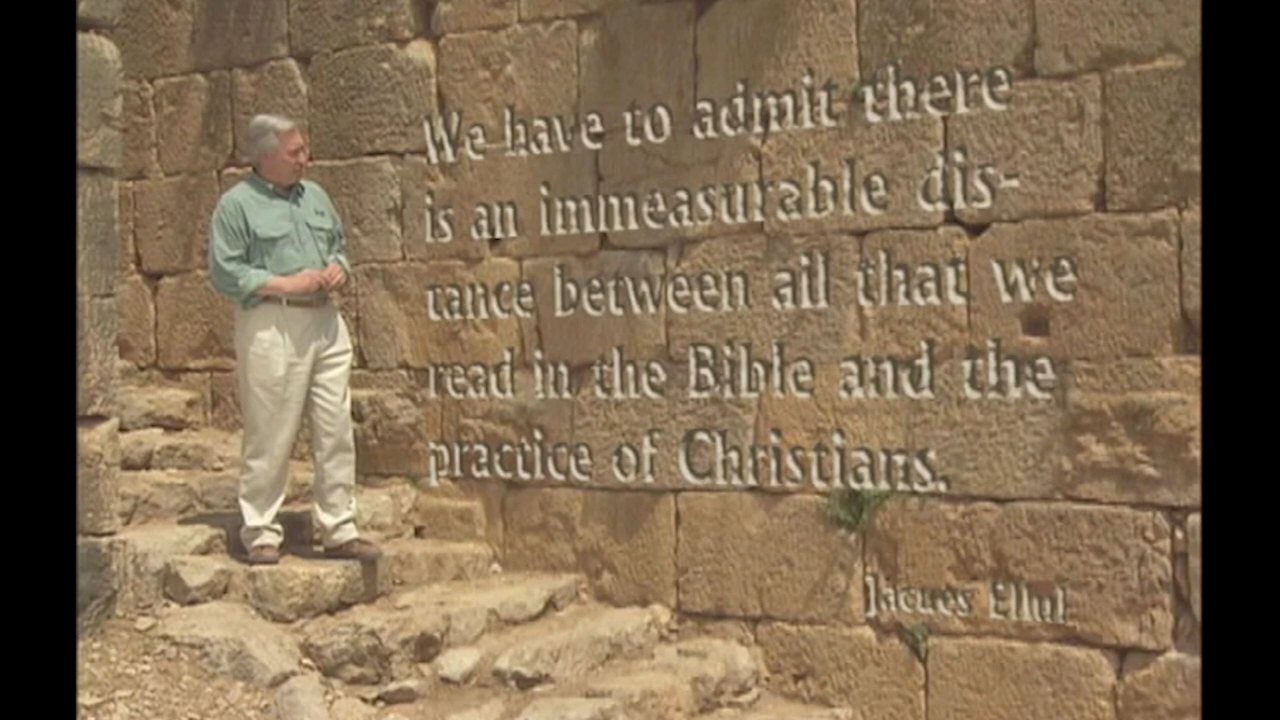 We have to admit there
is an immeasurable dis-
tance between all that we
read in the Bible and the
practice of Christians.
Jacues Ellul